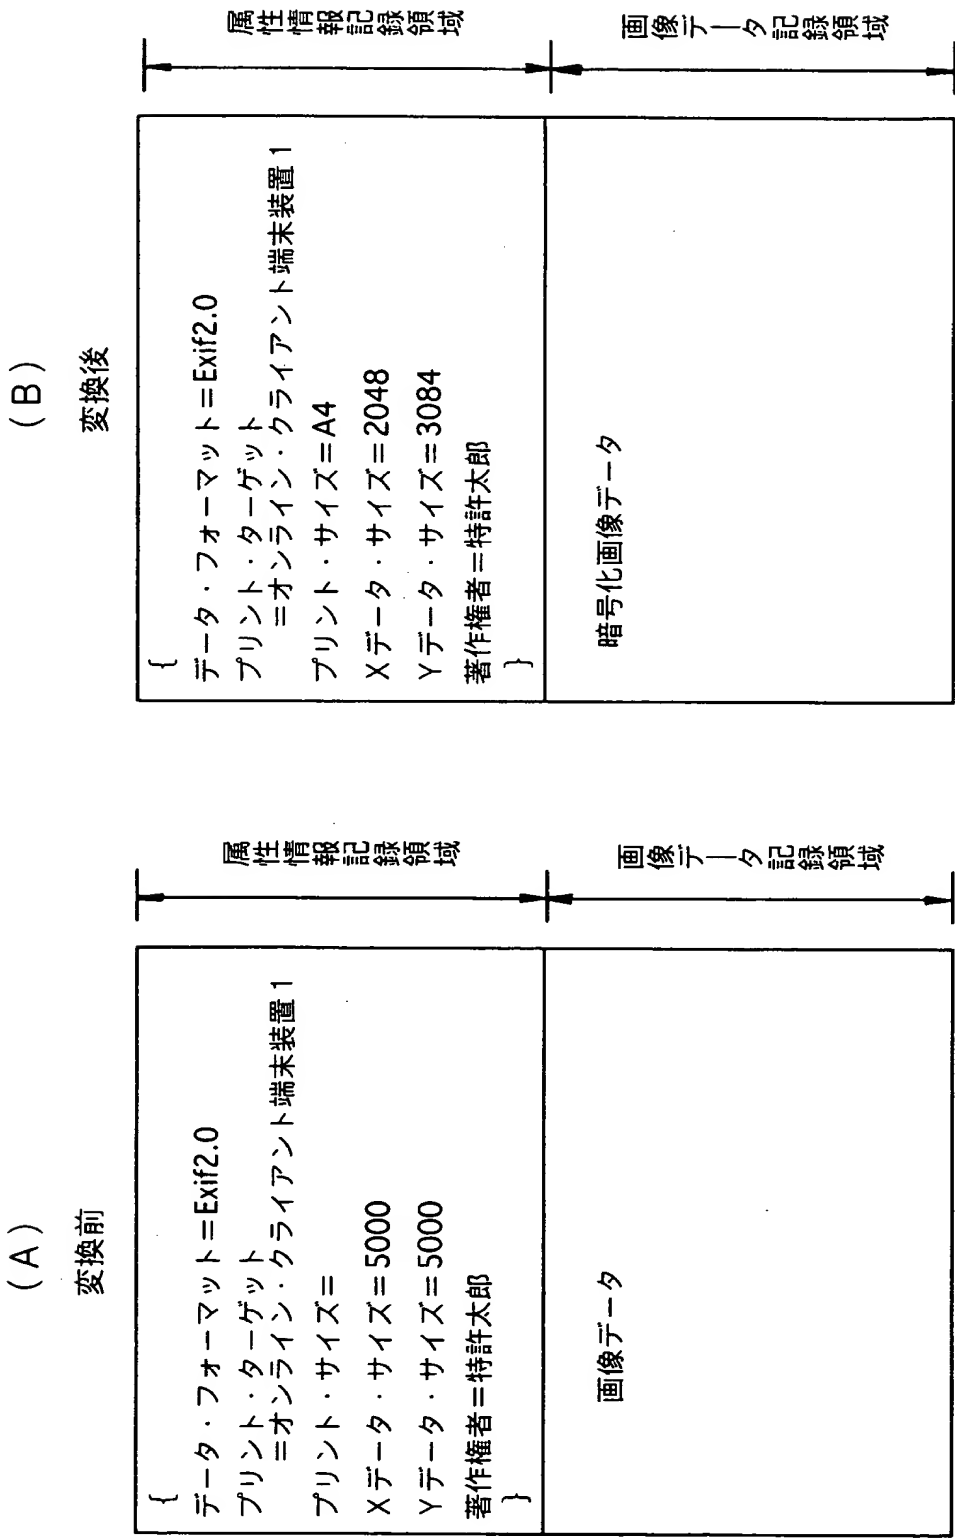 (A)
変換前
{
データ・フォーマット=Exif2.0
プリント・ターゲット
=オンライン・クライアント端末装置1
プリント・サイズ=
Xデータ・サイズ=5000
Yデータ・サイズ=5000
著作権者=特許太郎
}
画像データ
属性情報記録領域
画像データ記録領域
(B)
変換後
{
データ・フォーマット=Exif2.0
プリント・ターゲット
=オンライン・クライアント端末装置1
プリント・サイズ=A4
Xデータ・サイズ=2048
Yデータ・サイズ=3084
著作権者=特許太郎
}
暗号化画像データ
属性情報記録領域
画像データ記録領域